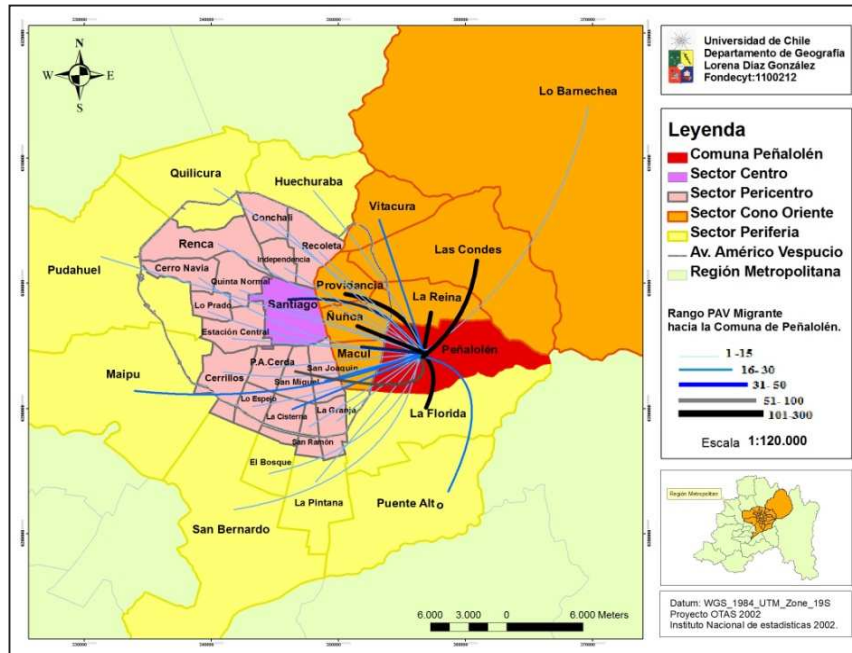 N
W E
S
Lo Barnechea
Quilicura
Huechuraba
Vitacura
Conchalí
Renca
Recoleta
Las Condes
Pudahuel
Independencia
Cerro Navia
Quinta Normal
Providancia
La Reina
Lo Prado
Santiago
Ñuñoa
Estación Central
Macul
Peñalolén
P.A.Cerda
San Joaquin
Maipu
Cerrillos
San Miguel
Lo Espejo
La Granja
La Florida
La Cisterna
San Ramón
El Bosque
La Pintana
Puente Alto
San Bernardo
6.000 3.000 0 6.000 Meters
Universidad de Chile
Departamento de Geografía
Lorena Diaz González
Fondecyt:1100212
Leyenda
Comuna Peñalolén
Sector Centro
Sector Pericentro
Sector Cono Oriente
Sector Periferia
Av. Américo Vespucio
Región Metropolitana
Rango PAV Migrante
hacia la Comuna de Peñalolén.
1 -15
16- 30
31- 50
51- 100
101-300
Escala 1:120.000
Región Metropolitan
Datum: WGS_1984_UTM_Zone_19S
Proyecto OTAS 2002
Instituto Nacional de estadisticas 2002.